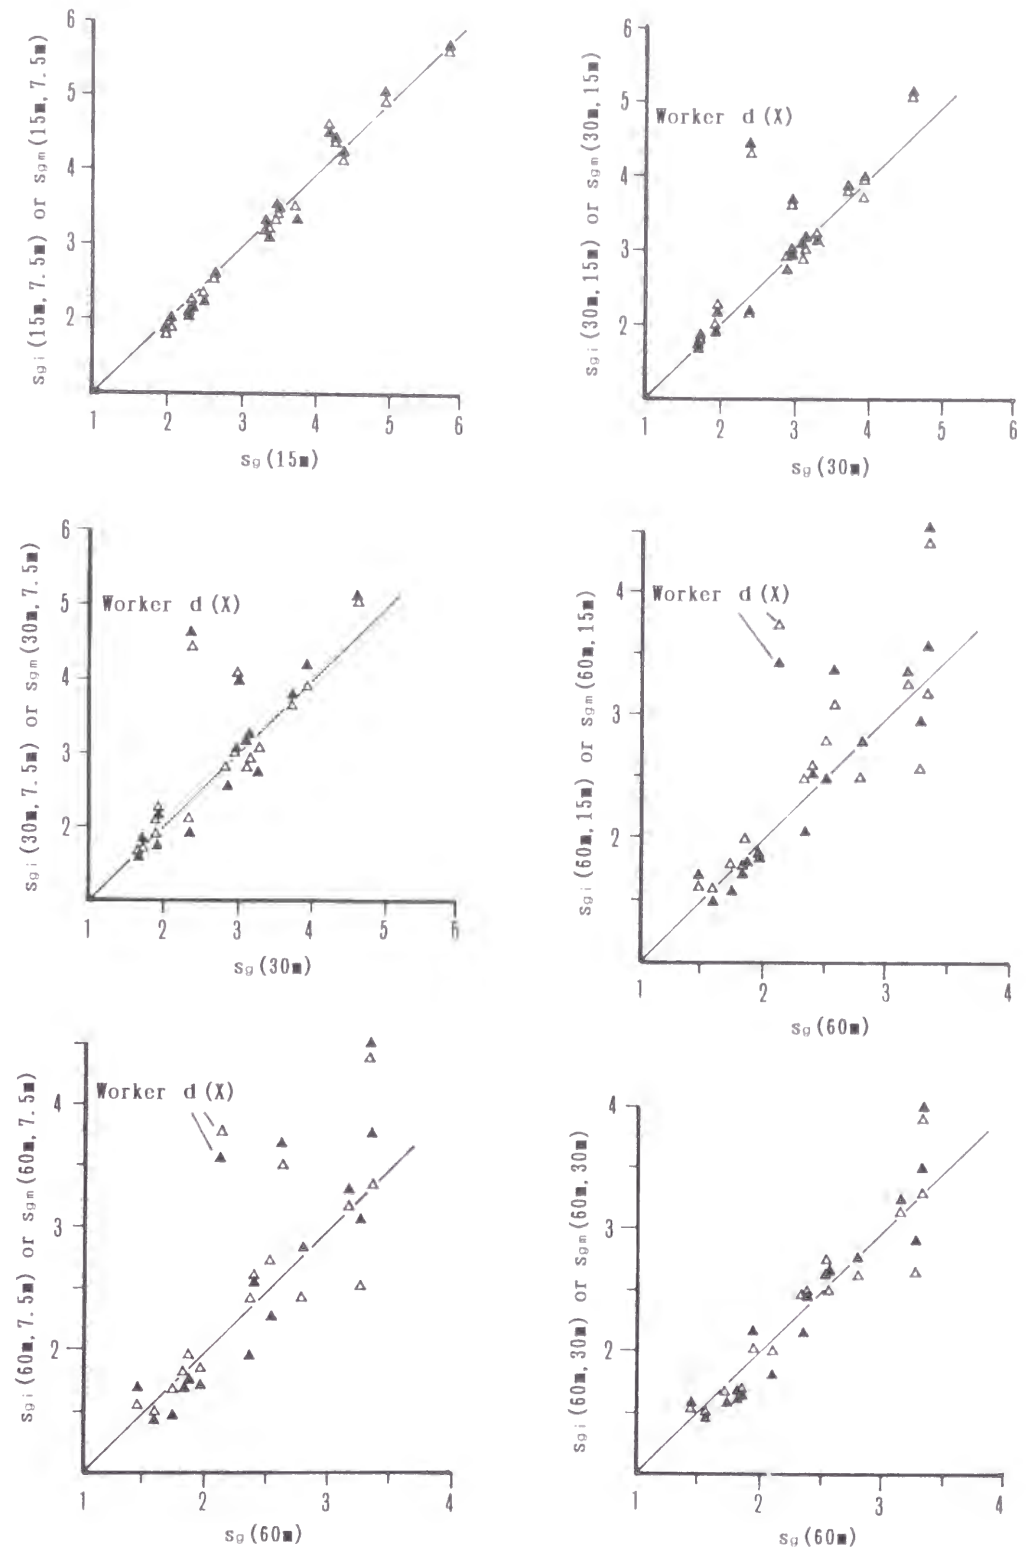 sgi (15m, 7.5m) or sgm (15m, 7.5m)
6
5
4
3
2
1 2 3 4 5 6
sg (15m)
sgi (30m, 15m) or sgm (30m, 15m)
6
5
4
3
2
Worker d (X)
1 2 3 4 5 6
sg (30m)
sgi (30m, 7.5m) or sgm (30m, 7.5m)
6
5
4
3
2
Worker d (X)
1 2 3 4 5 6
sg (30m)
sgi (60m, 15m) or sgm (60m, 15m)
4
3
2
Worker d (X)
1 2 3 4
sg (60m)
sgi (60m, 7.5m) or sgm (60m, 7.5m)
4
3
2
Worker d (X)
1 2 3 4
sg (60m)
sgi (60m, 30m) or sgm (60m, 30m)
4
3
2
1 2 3 4
sg (60m)